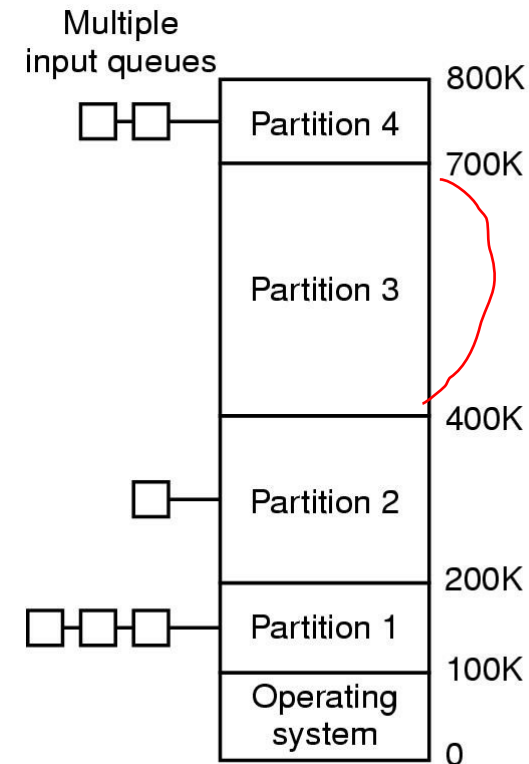 Multiple
input queues
800K
Partition 4
700K
Partition 3
400K
Partition 2
200K
Partition 1
100K
Operating
system
0